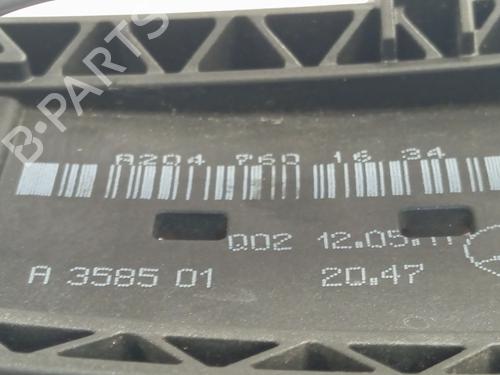 A204 760 16 34
Q02 12.05.11
A 3585 01 20.47
B-PARTS